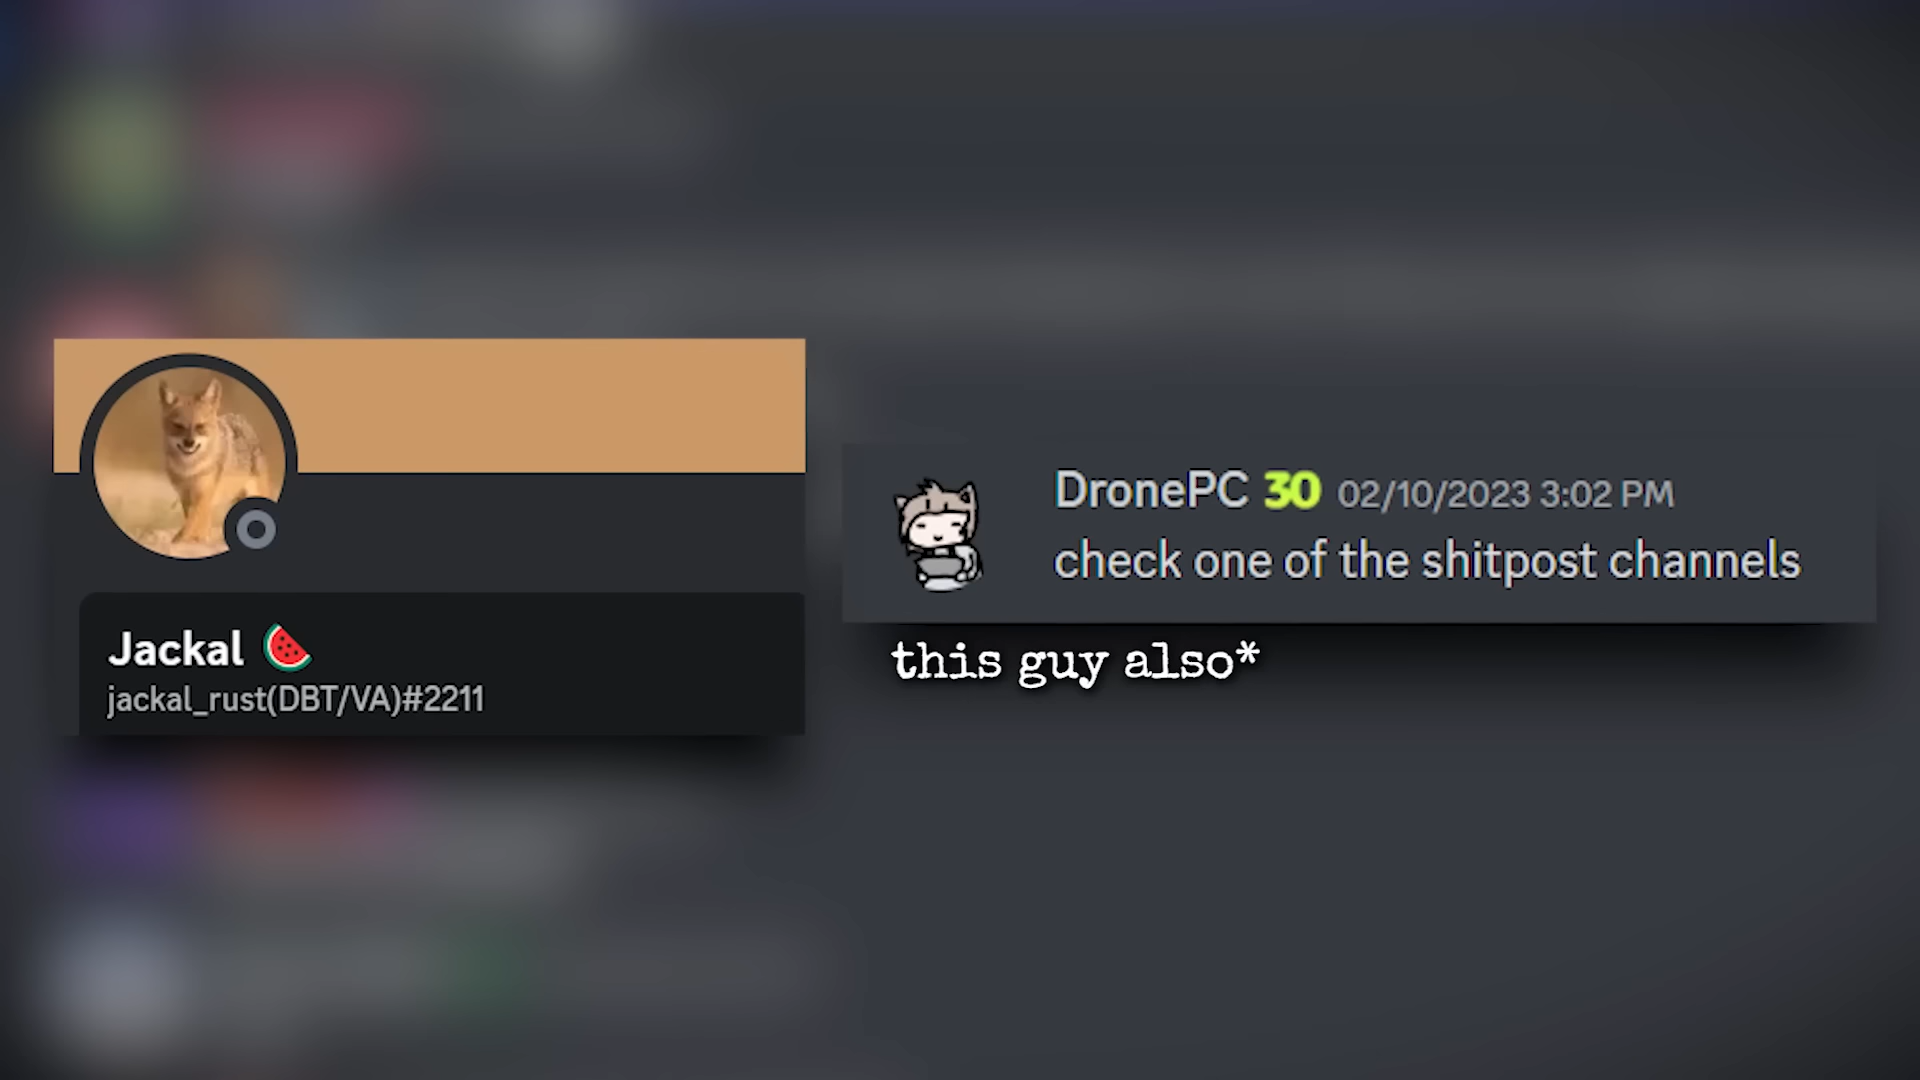 Jackal 🍉
jackal_rust(DBT/VA)#2211
DronePC 30 02/10/2023 3:02 PM
check one of the shitpost channels
this guy also*